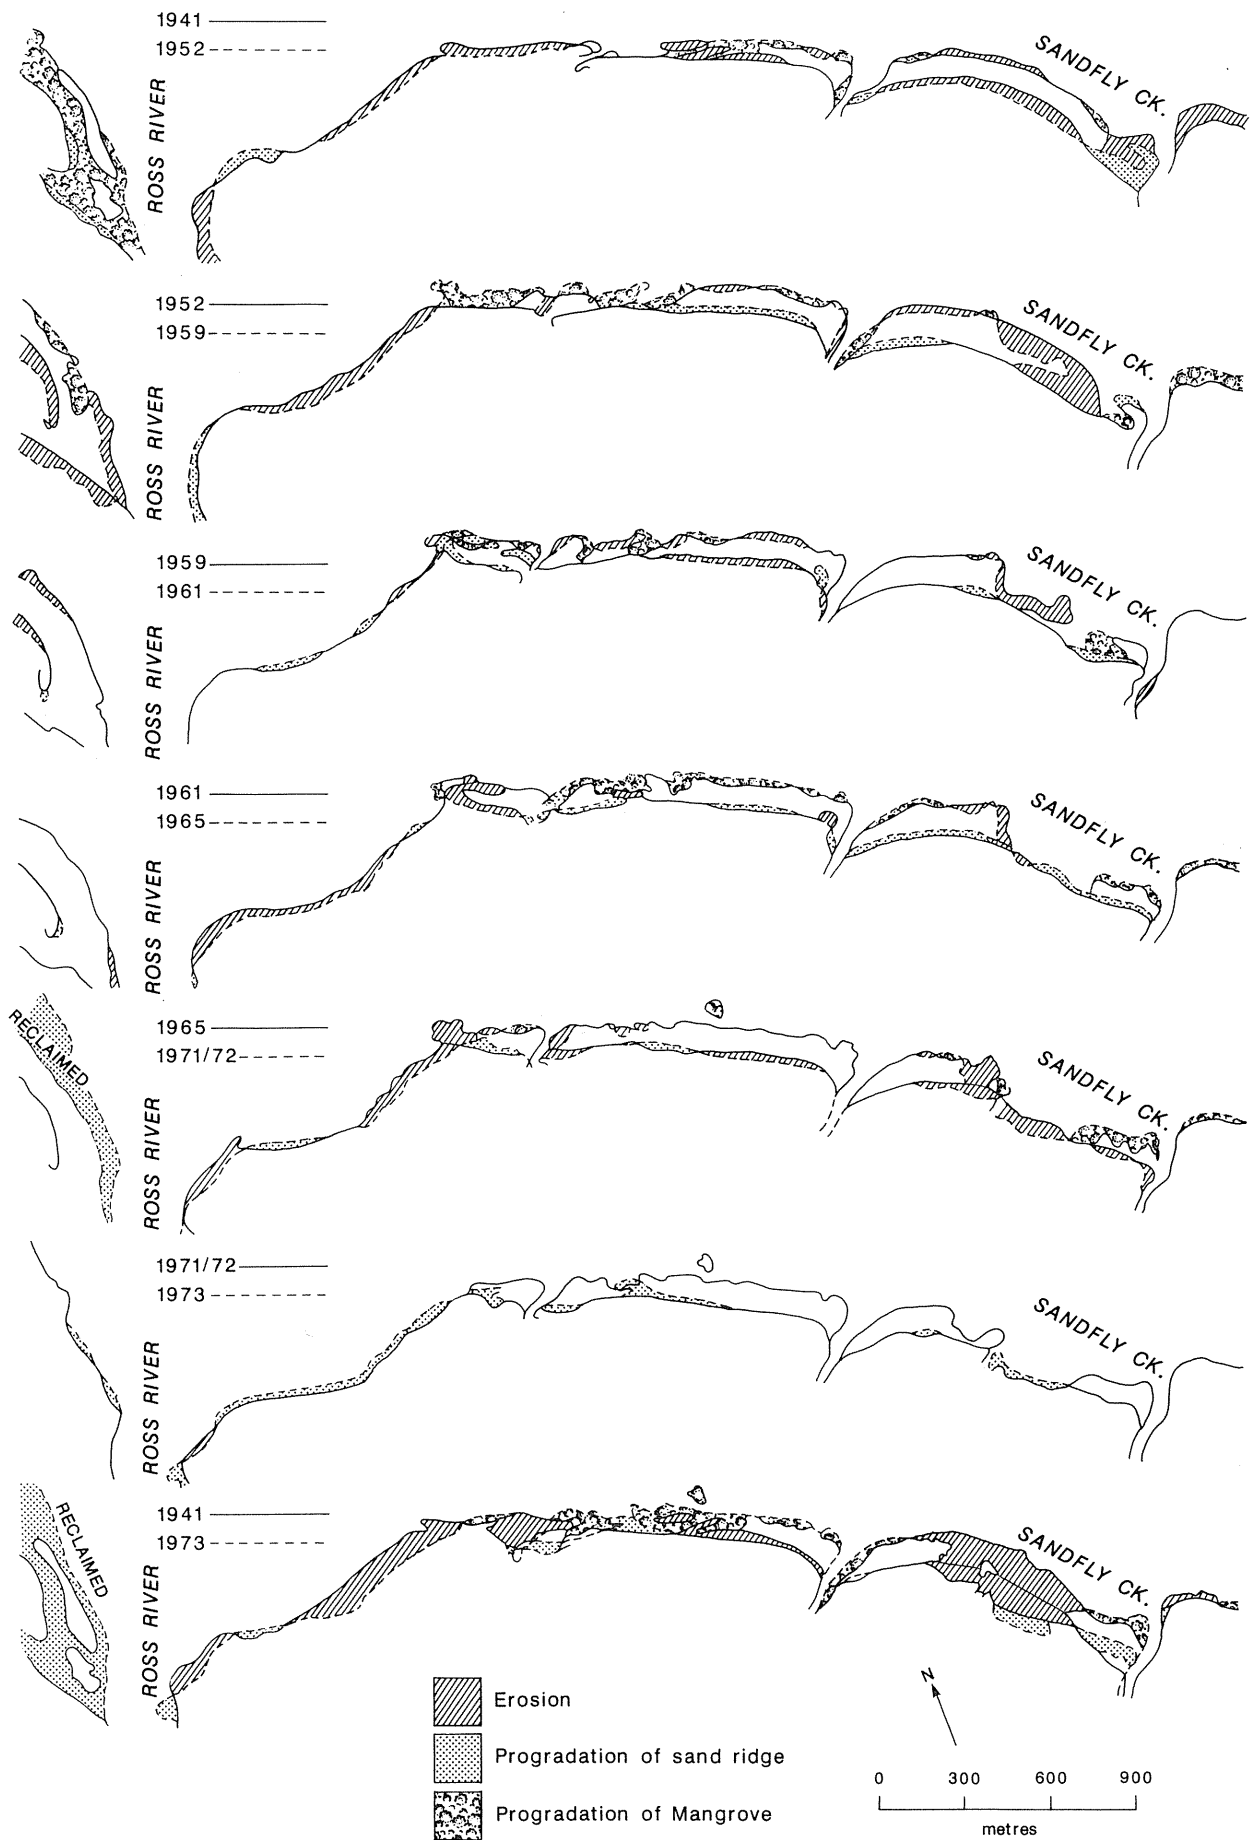 1941
1952
ROSS RIVER
SANDFLY CK.
1952
1959
ROSS RIVER
SANDFLY CK.
1959
1961
ROSS RIVER
SANDFLY CK.
1961
1965
ROSS RIVER
SANDFLY CK.
RECLAIMED
1965
1971/72
ROSS RIVER
SANDFLY CK.
1971/72
1973
ROSS RIVER
SANDFLY CK.
RECLAIMED
1941
1973
ROSS RIVER
SANDFLY CK.
Erosion
Progradation of sand ridge
Progradation of Mangrove
N
0 300 600 900
metres